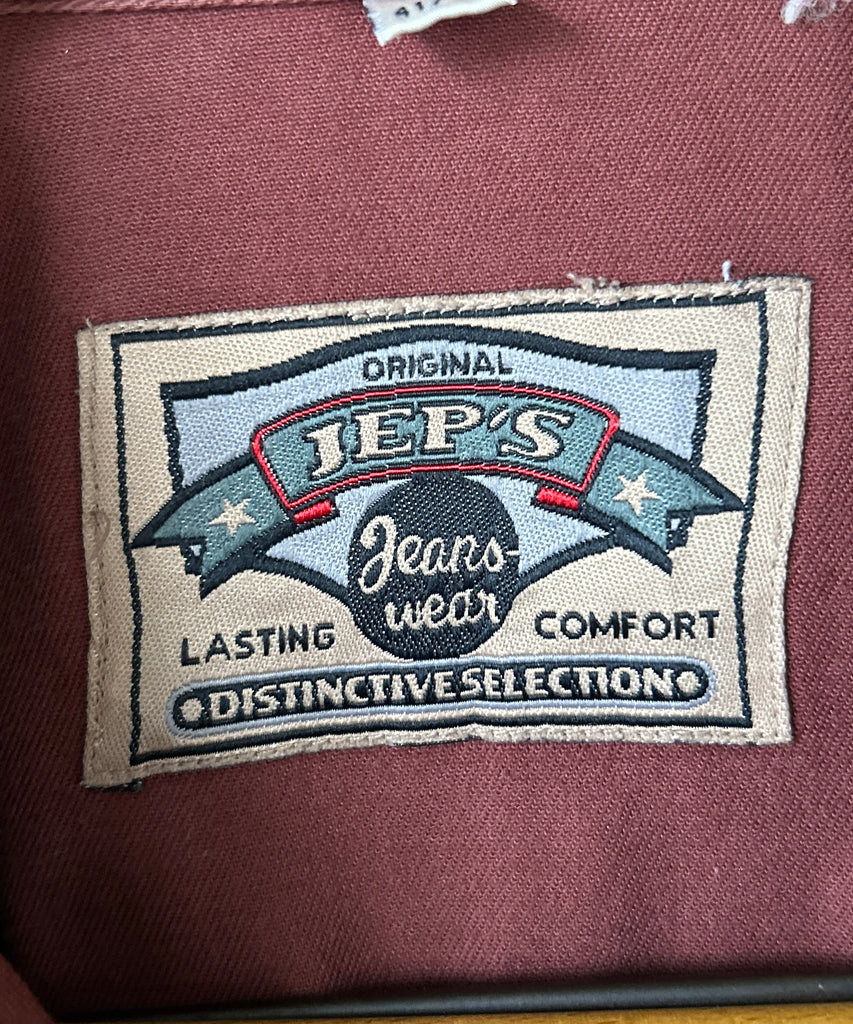 ORIGINAL
JEP'S
Jeans-
wear
LASTING COMFORT
DISTINCTIVE SELECTION